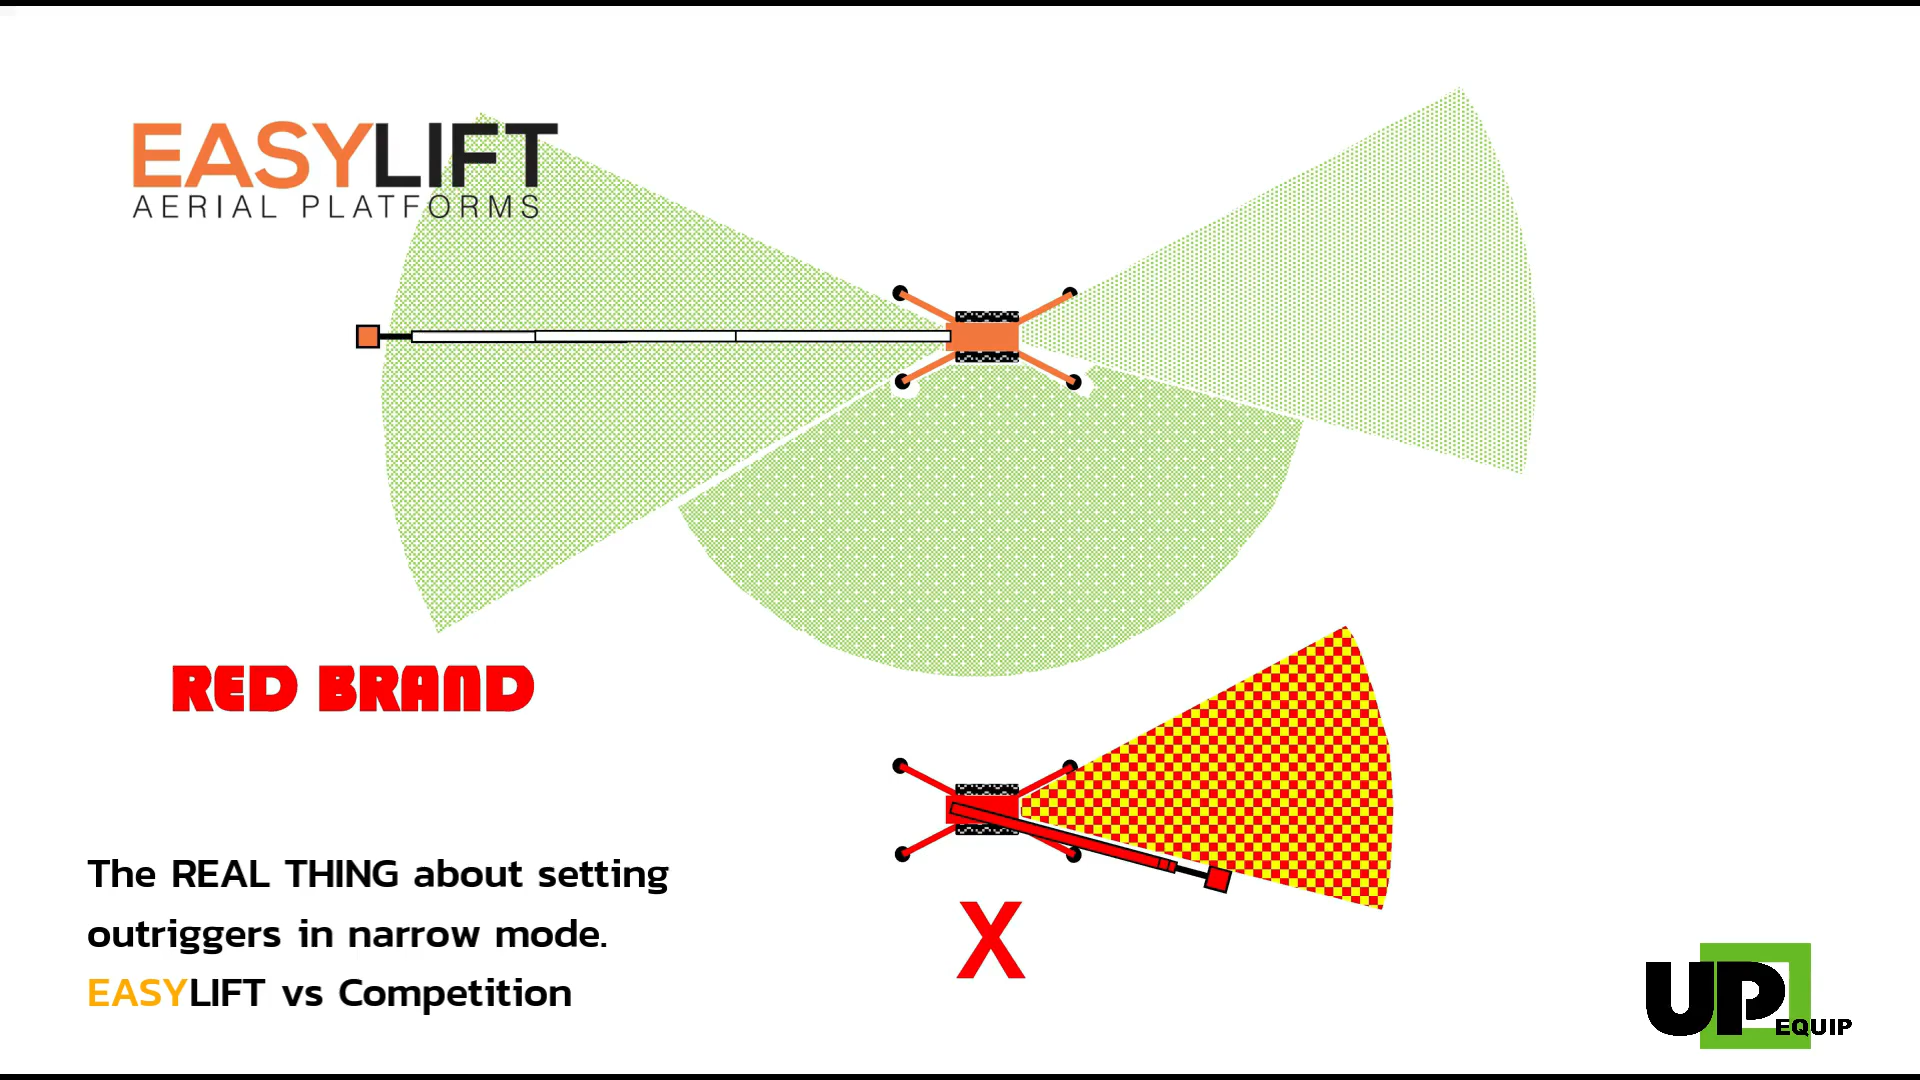 EASYLIFT
AERIAL PLATFORMS
RED BRAND
The REAL THING about setting
outriggers in narrow mode.
EASYLIFT vs Competition
X
UP
EQUIP